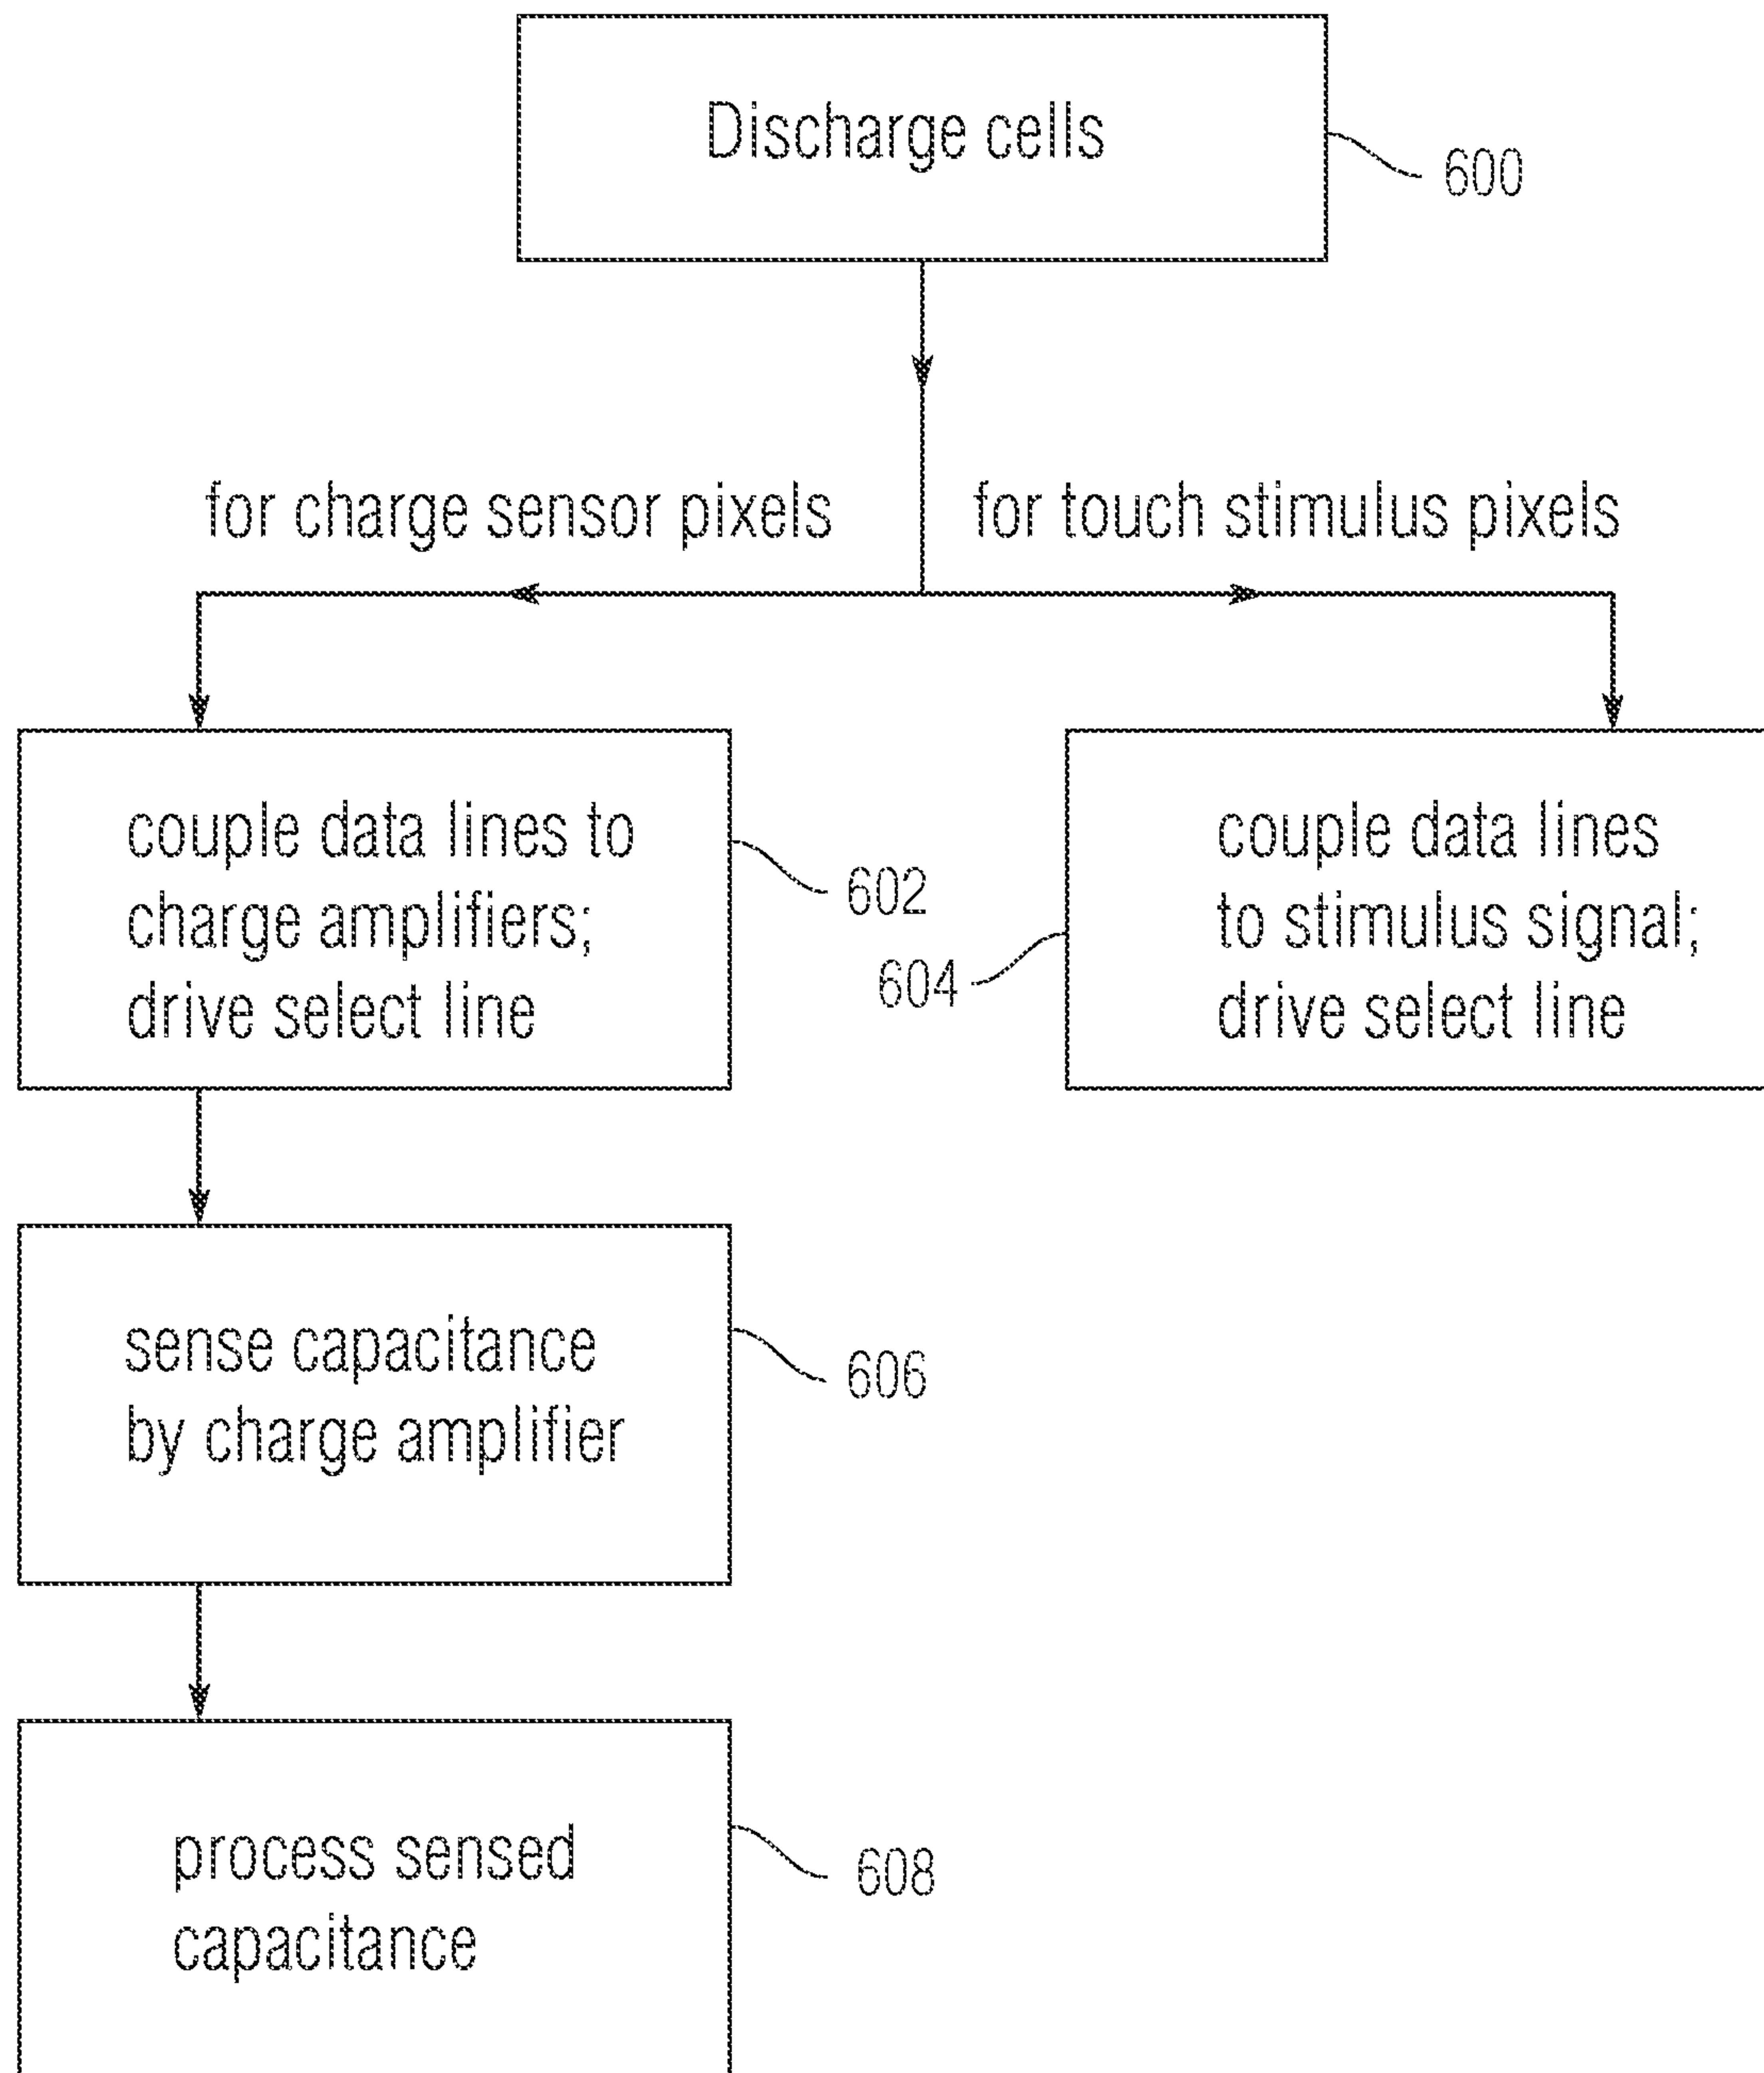 Discharge cells
600
for charge sensor pixels
for touch stimulus pixels
couple data lines to
charge amplifiers;
drive select line
602
couple data lines
to stimulus signal;
drive select line
604
sense capacitance
by charge amplifier
606
process sensed
capacitance
608